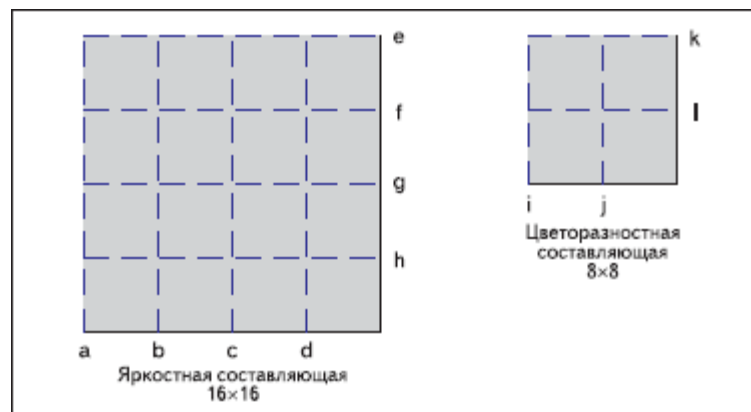 e
k
f
l
g
i
j
Цветоразностная
составляющая
8×8
h
a b c d
Яркостная составляющая
16×16